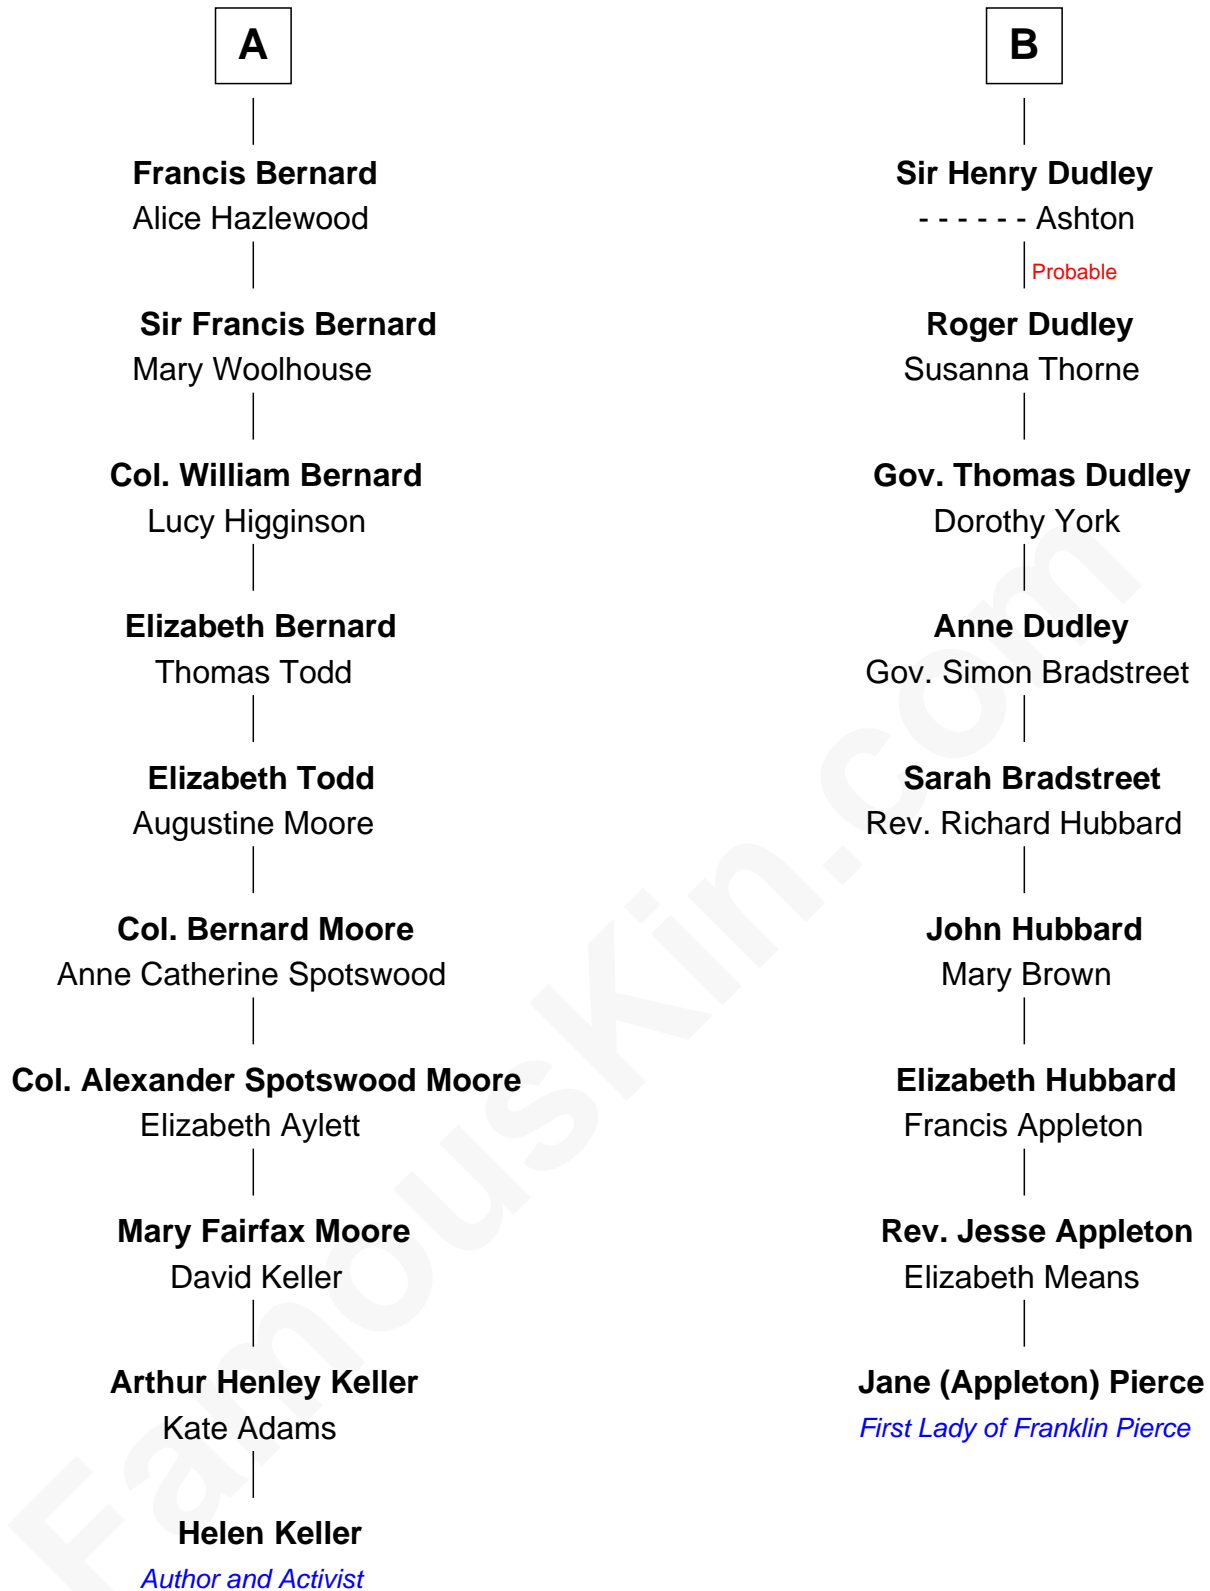 A
Francis Bernard
Alice Hazlewood
Sir Francis Bernard
Mary Woolhouse
Col. William Bernard
Lucy Higginson
Elizabeth Bernard
Thomas Todd
Elizabeth Todd
Augustine Moore
Col. Bernard Moore
Anne Catherine Spotswood
Col. Alexander Spotswood Moore
Elizabeth Aylett
Mary Fairfax Moore
David Keller
Arthur Henley Keller
Kate Adams
Helen Keller
Author and Activist
B
Sir Henry Dudley
- - - - - - Ashton
Probable
Roger Dudley
Susanna Thorne
Gov. Thomas Dudley
Dorothy York
Anne Dudley
Gov. Simon Bradstreet
Sarah Bradstreet
Rev. Richard Hubbard
John Hubbard
Mary Brown
Elizabeth Hubbard
Francis Appleton
Rev. Jesse Appleton
Elizabeth Means
Jane (Appleton) Pierce
First Lady of Franklin Pierce
FamousKin.com